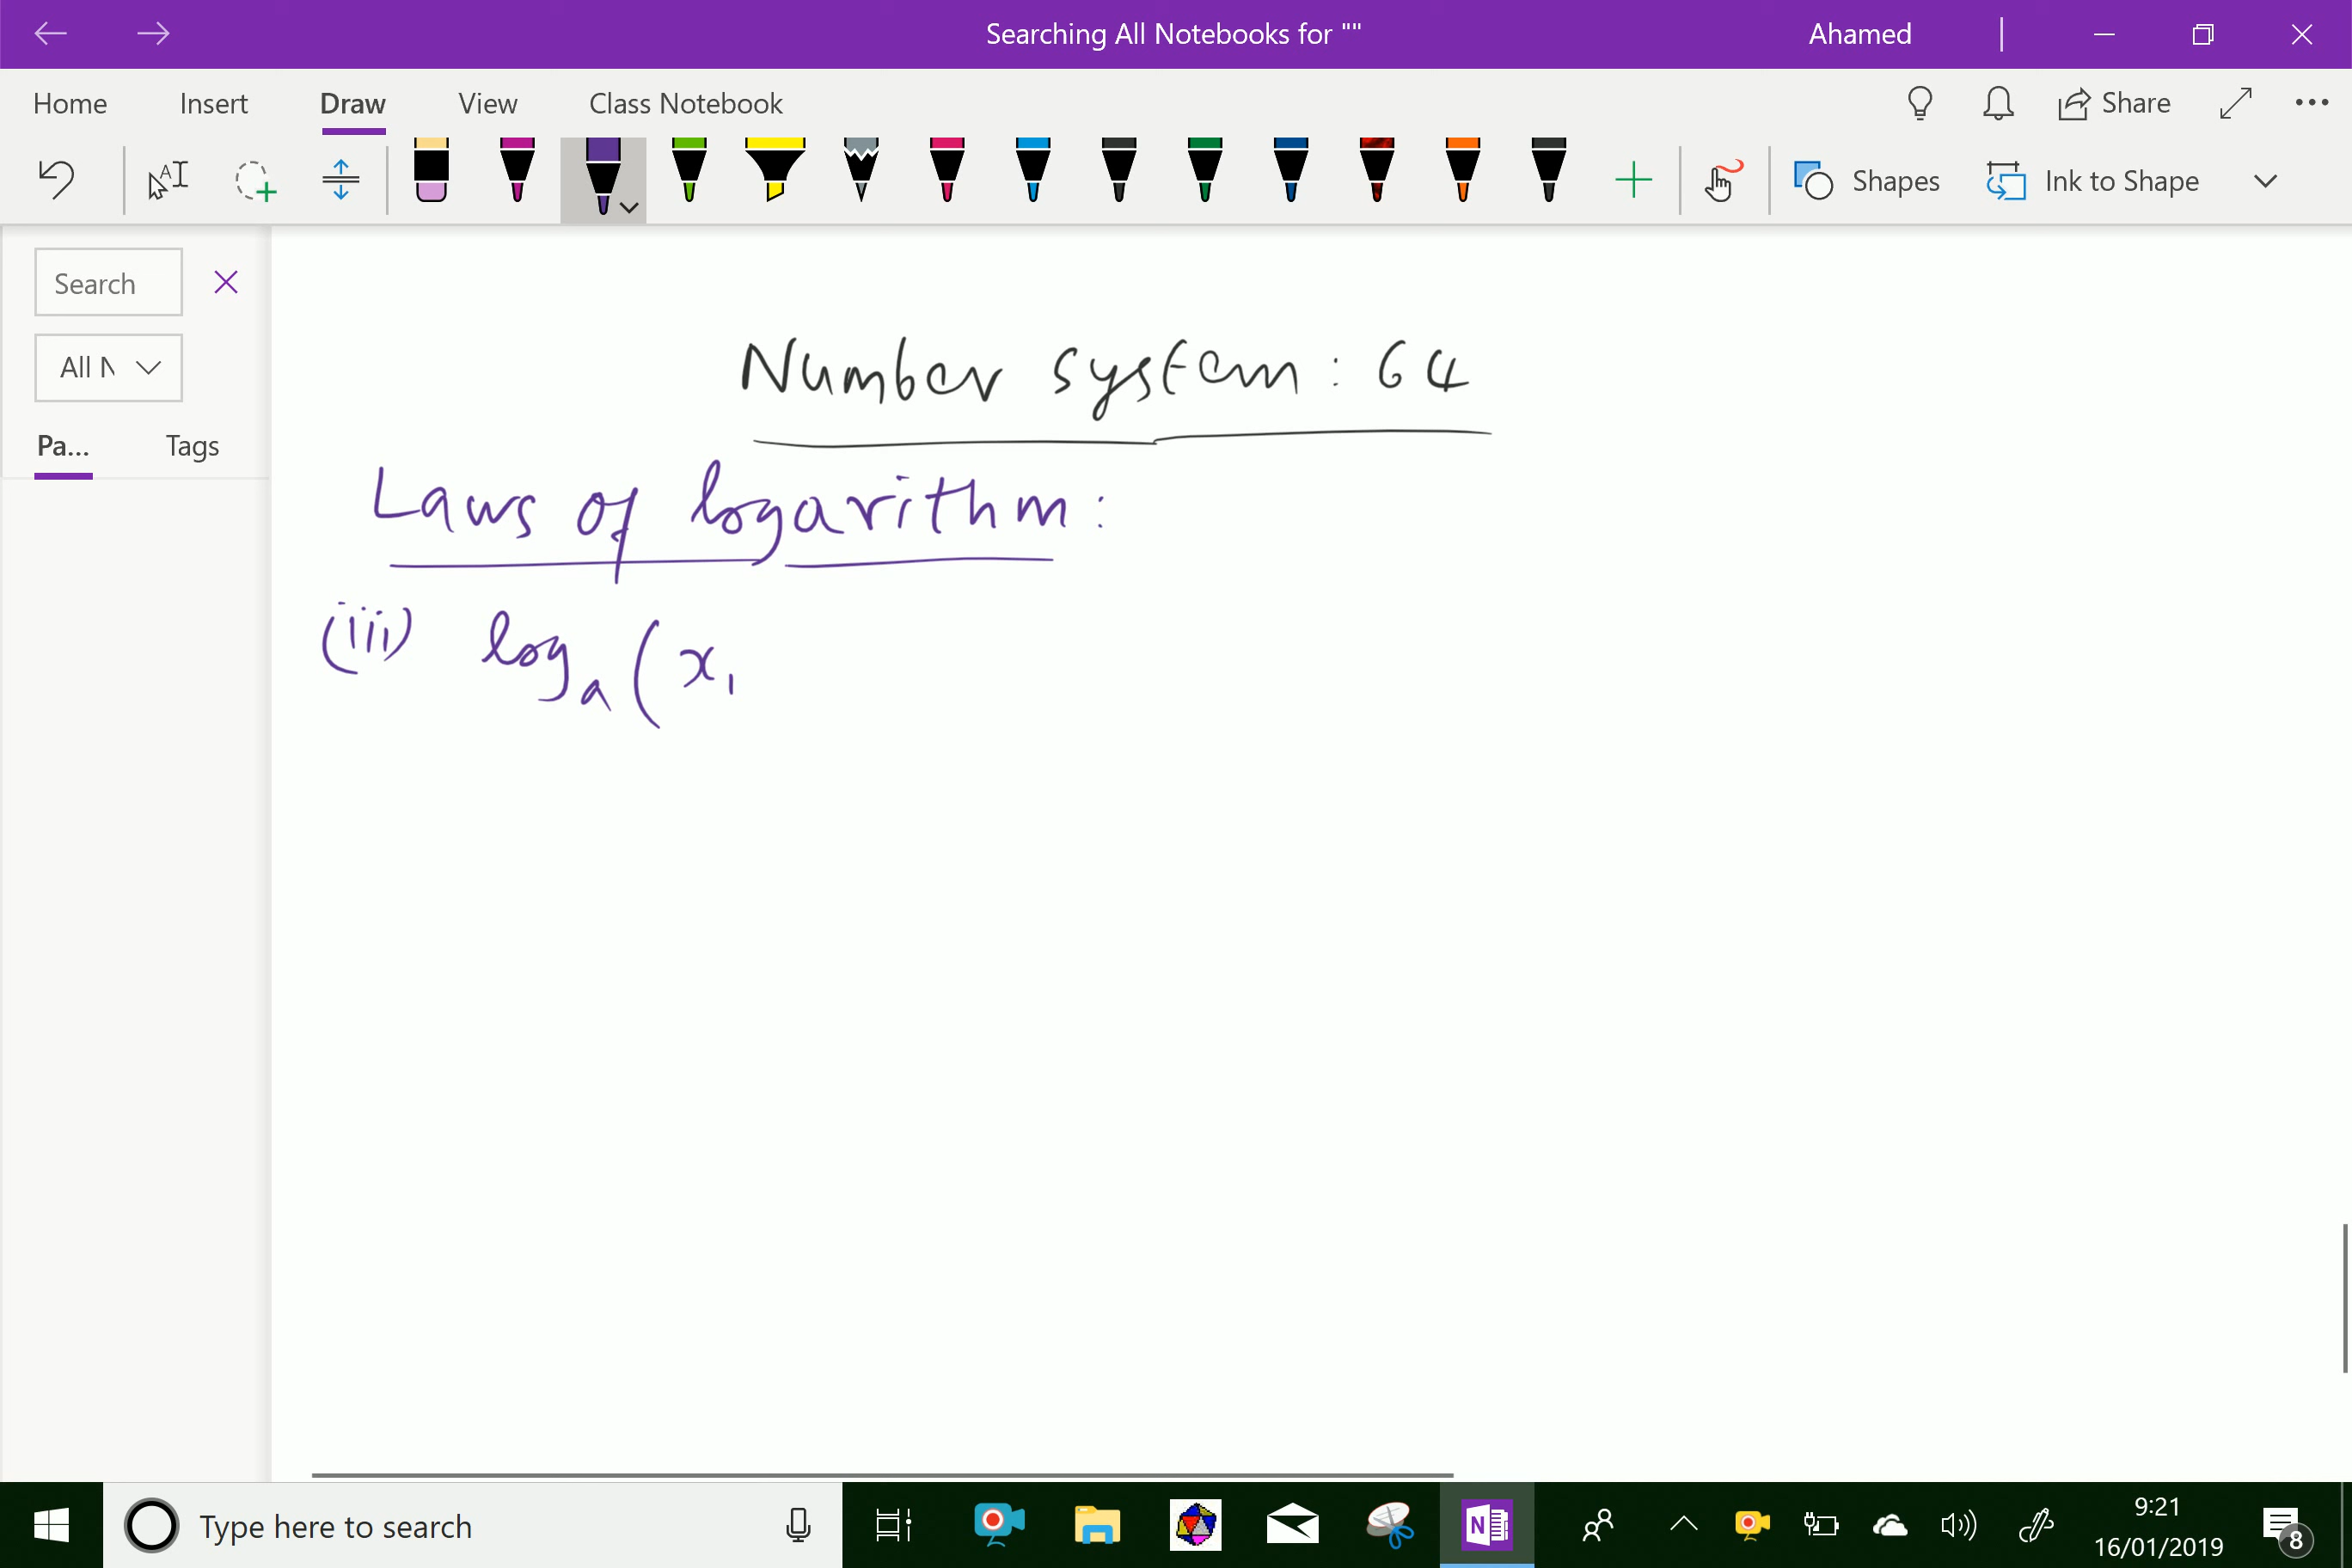 Searching All Notebooks for ""
Ahamed
Home Insert Draw View Class Notebook
Share
Shapes Ink to Shape
Search
All N
Pa... Tags
Number system : 64
Laws of logarithm :
(iii) logₐ ( x₁
Type here to search
9:21
16/01/2019
8